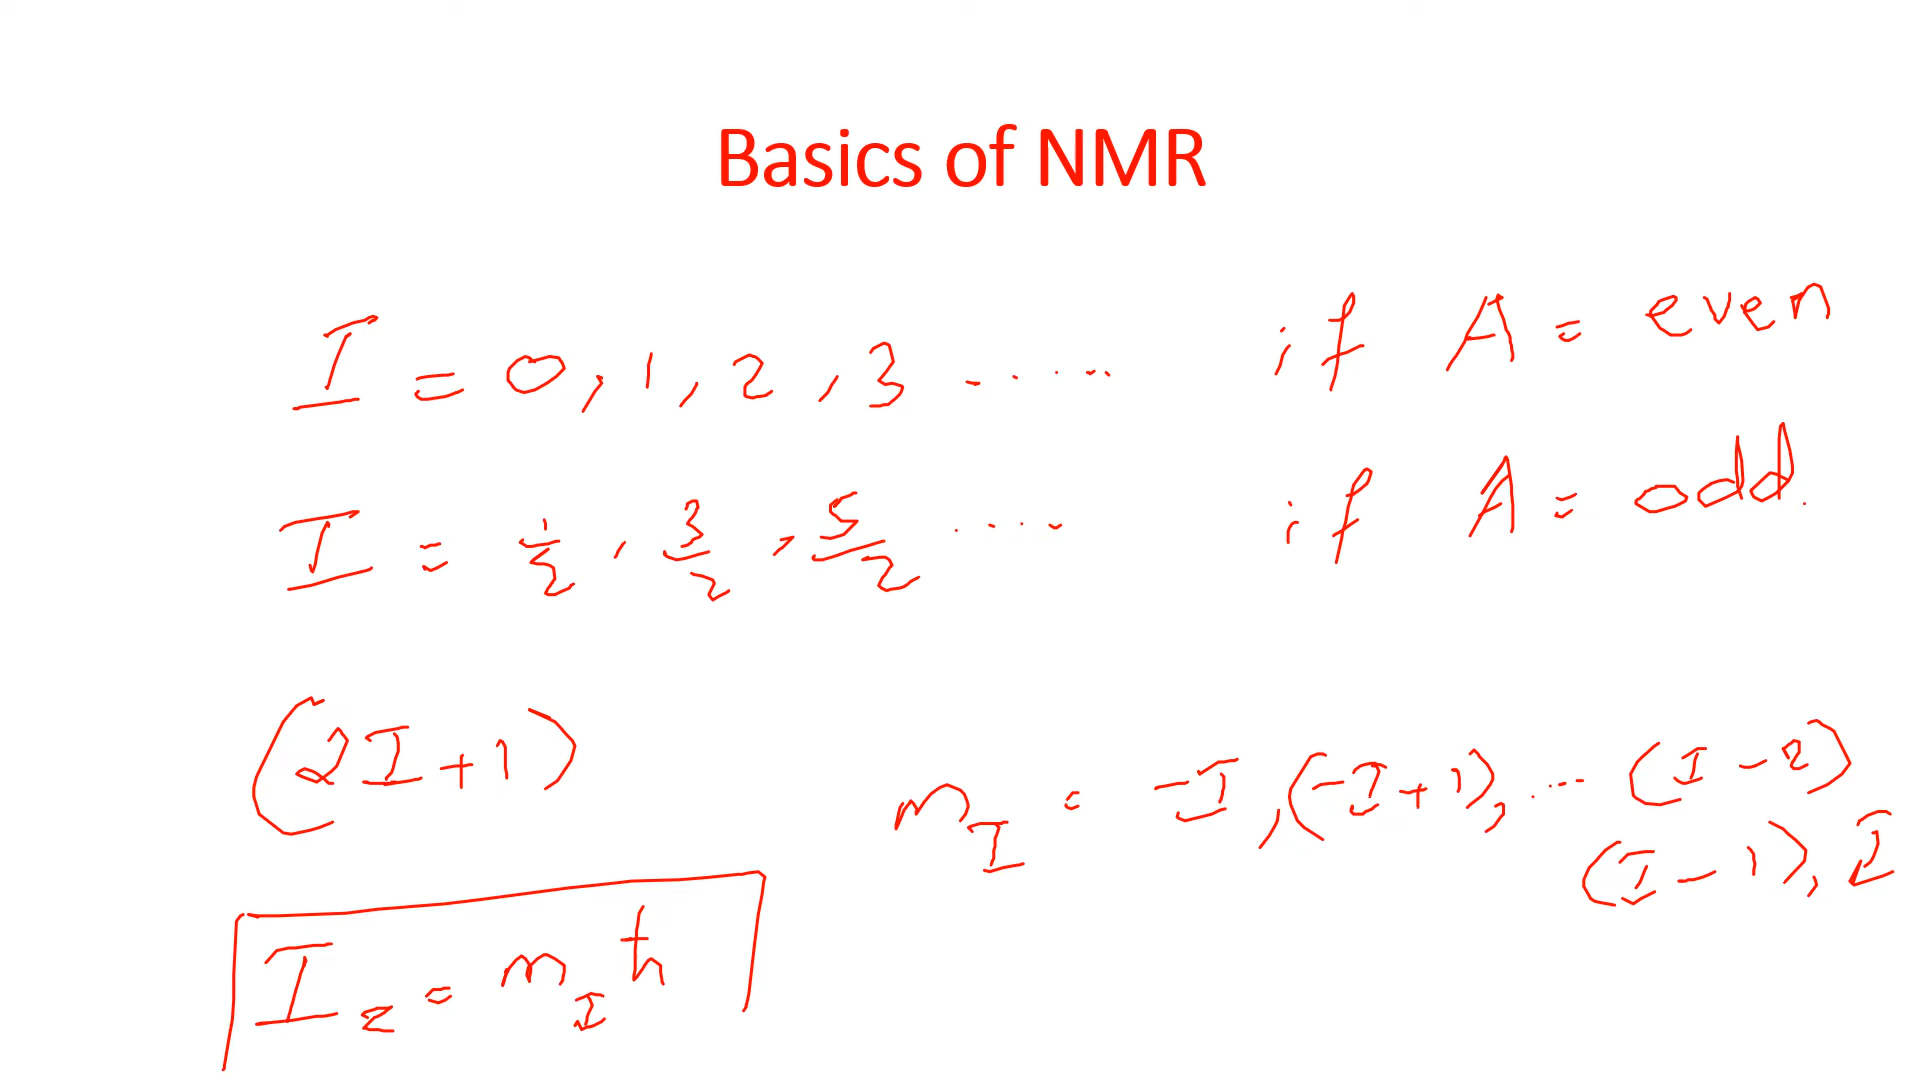 Basics of NMR
I = 0, 1, 2, 3 ..... if A = even
I = 1/2, 3/2, 5/2 .... if A = odd.
(2I+1)
m_I = -I, (-I+1), ... (I-2)
(I-1), I
I_z = m_I ħ